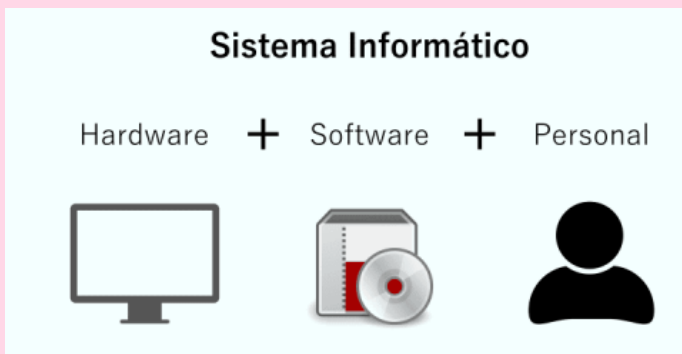 Sistema Informático
Hardware + Software + Personal